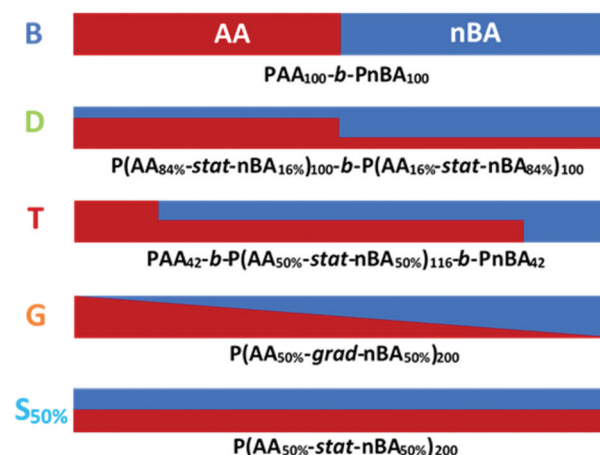 B AA nBA
PAA₁₀₀-b-PnBA₁₀₀
D
P(AA₈₄%-stat-nBA₁₆%)₁₀₀-b-P(AA₁₆%-stat-nBA₈₄%)₁₀₀
T
PAA₄₂-b-P(AA₅₀%-stat-nBA₅₀%)₁₁₆-b-PnBA₄₂
G
P(AA₅₀%-grad-nBA₅₀%)₂₀₀
S₅₀%
P(AA₅₀%-stat-nBA₅₀%)₂₀₀